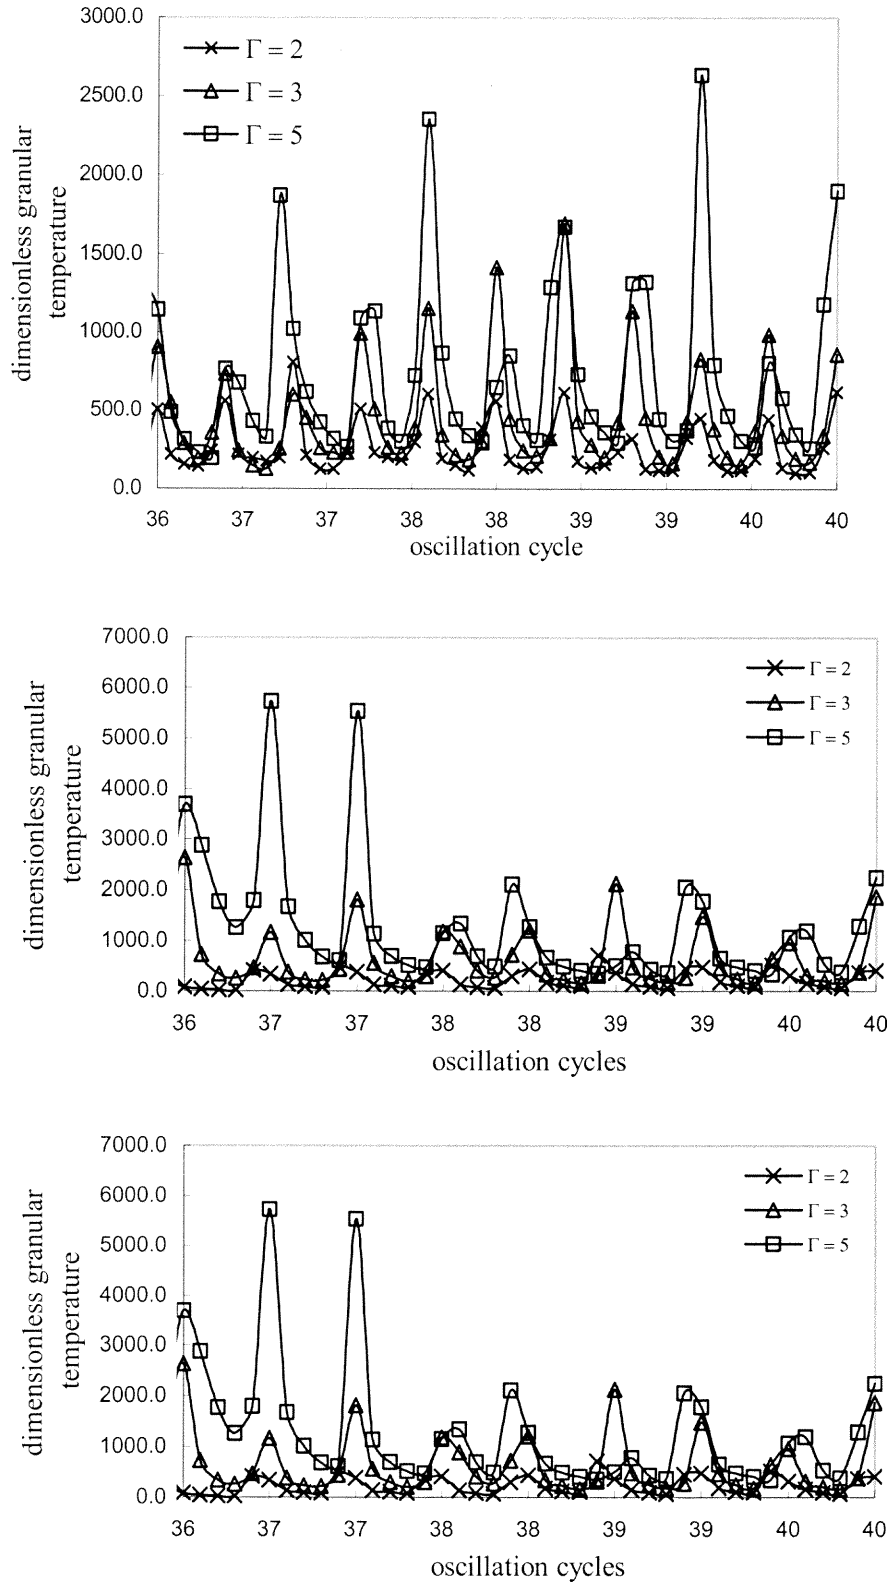 3000.0
2500.0
2000.0
1500.0
1000.0
500.0
0.0
dimensionless granular
temperature
Γ = 2
Γ = 3
Γ = 5
36 37 37 38 38 39 39 40 40
oscillation cycle
7000.0
6000.0
5000.0
4000.0
3000.0
2000.0
1000.0
0.0
dimensionless granular
temperature
Γ = 2
Γ = 3
Γ = 5
36 37 37 38 38 39 39 40 40
oscillation cycles
7000.0
6000.0
5000.0
4000.0
3000.0
2000.0
1000.0
0.0
dimensionless granular
temperature
Γ = 2
Γ = 3
Γ = 5
36 37 37 38 38 39 39 40 40
oscillation cycles